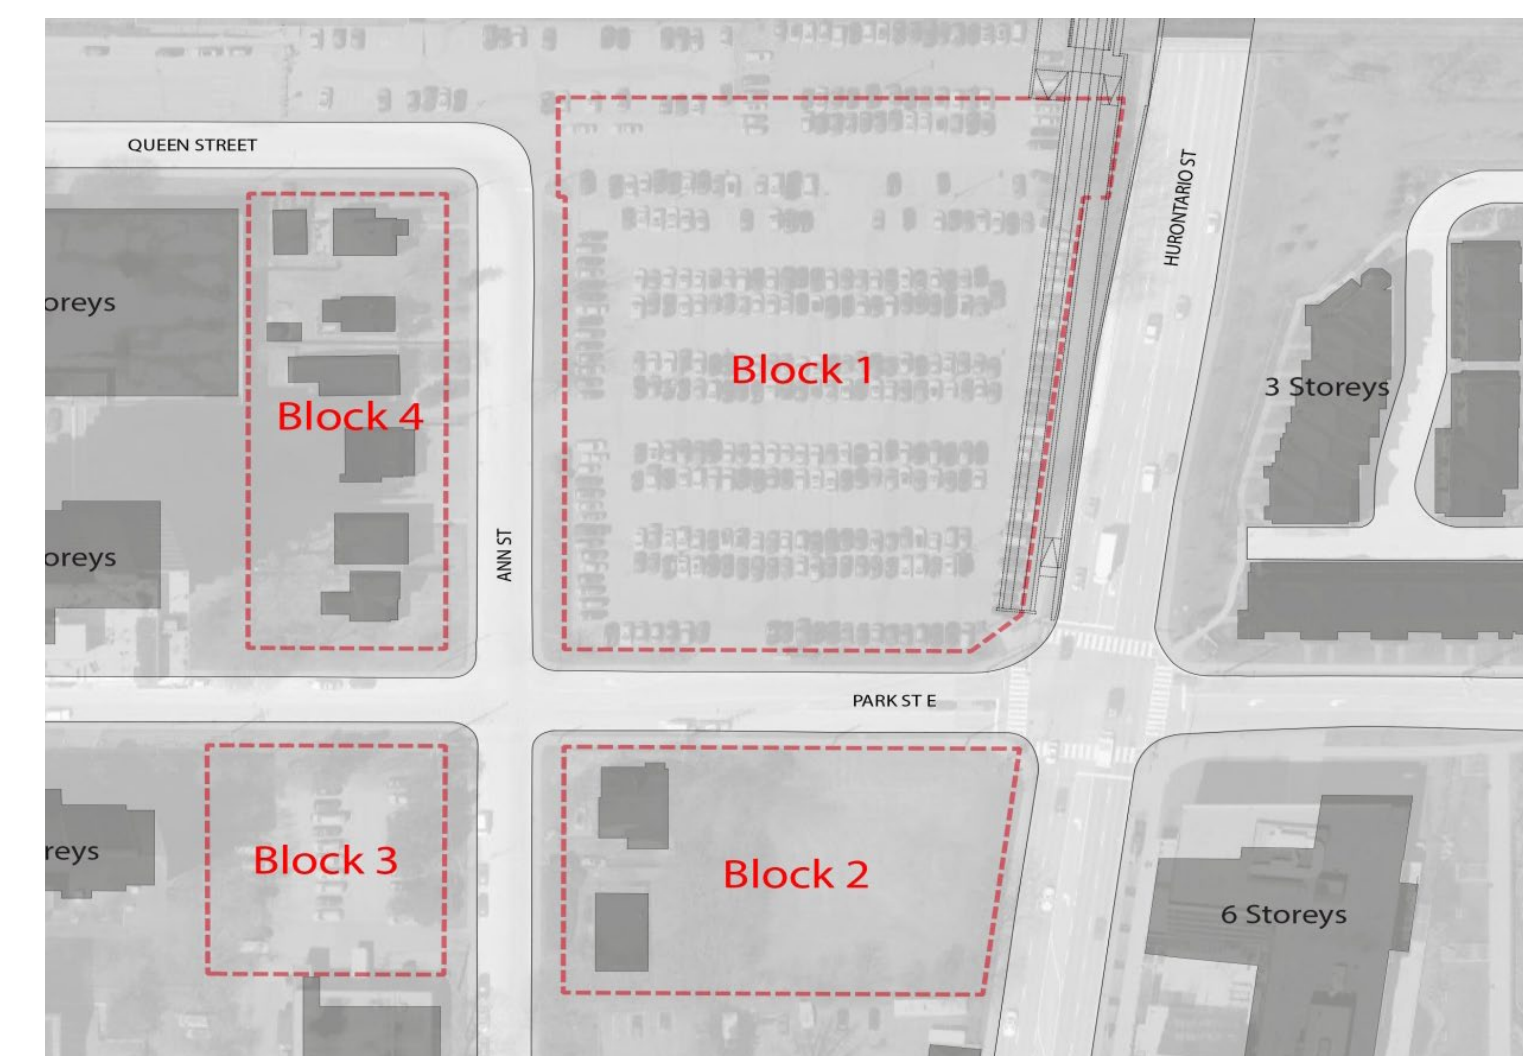 QUEEN STREET
HURONTARIO ST
oreys
Block 1
3 Storeys
Block 4
oreys
ANN ST
PARK ST E
reys
Block 3
Block 2
6 Storeys